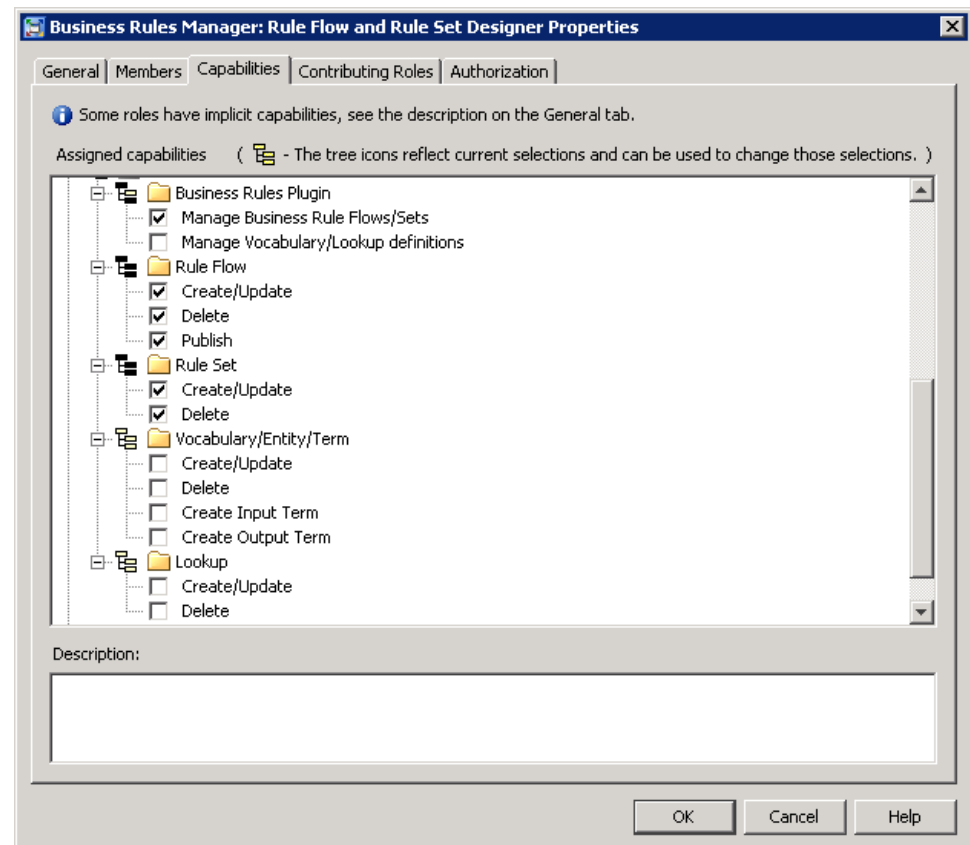 Business Rules Manager: Rule Flow and Rule Set Designer Properties
General Members Capabilities Contributing Roles Authorization
Some roles have implicit capabilities, see the description on the General tab.
Assigned capabilities ( - The tree icons reflect current selections and can be used to change those selections. )
Business Rules Plugin
Manage Business Rule Flows/Sets
Manage Vocabulary/Lookup definitions
Rule Flow
Create/Update
Delete
Publish
Rule Set
Create/Update
Delete
Vocabulary/Entity/Term
Create/Update
Delete
Create Input Term
Create Output Term
Lookup
Create/Update
Delete
Description:
OK Cancel Help